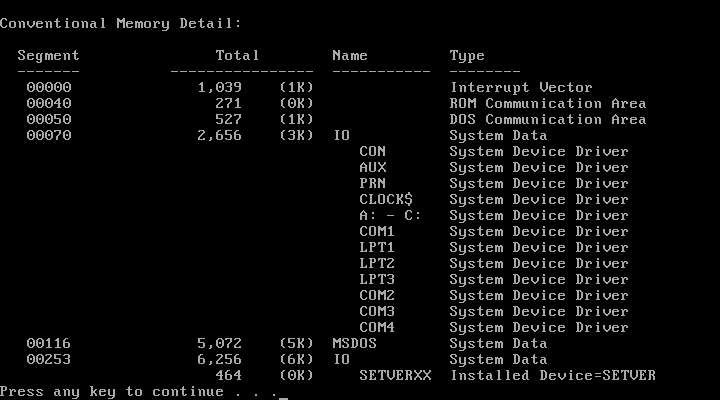 Conventional Memory Detail:
Segment Total Name Type
------- ---------------- ----------- --------
00000 1,039 (1K) Interrupt Vector
00040 271 (0K) ROM Communication Area
00050 527 (1K) DOS Communication Area
00070 2,656 (3K) IO System Data
CON System Device Driver
AUX System Device Driver
PRN System Device Driver
CLOCK$ System Device Driver
A: - C: System Device Driver
COM1 System Device Driver
LPT1 System Device Driver
LPT2 System Device Driver
LPT3 System Device Driver
COM2 System Device Driver
COM3 System Device Driver
COM4 System Device Driver
00116 5,072 (5K) MSDOS System Data
00253 6,256 (6K) IO System Data
464 (0K) SETVERXX Installed Device=SETVER
Press any key to continue . . ._